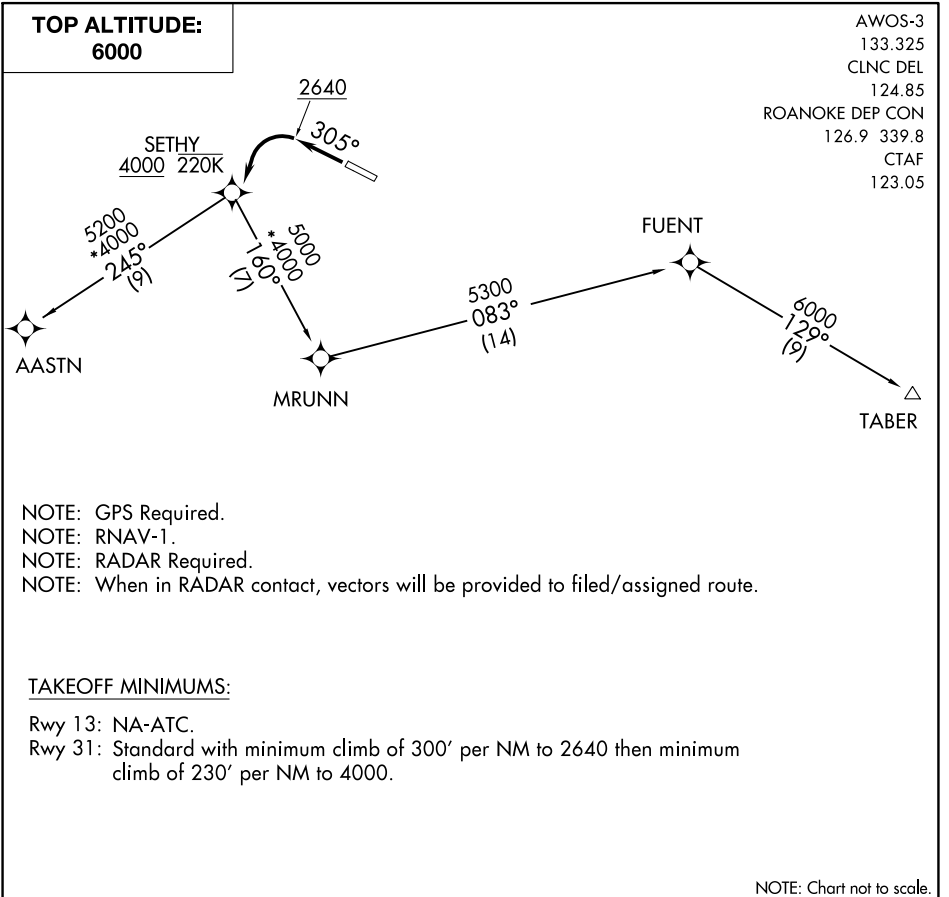 TOP ALTITUDE:
6000
AWOS-3
133.325
CLNC DEL
124.85
ROANOKE DEP CON
126.9 339.8
CTAF
123.05
2640
305°
SETHY
4000 220K
5200
*4000
245°
(9)
AASTN
5000
*4000
160°
(7)
MRUNN
5300
083°
(14)
FUENT
6000
129°
(9)
TABER
NOTE: GPS Required.
NOTE: RNAV-1.
NOTE: RADAR Required.
NOTE: When in RADAR contact, vectors will be provided to filed/assigned route.
TAKEOFF MINIMUMS:
Rwy 13: NA-ATC.
Rwy 31: Standard with minimum climb of 300' per NM to 2640 then minimum
climb of 230' per NM to 4000.
NOTE: Chart not to scale.